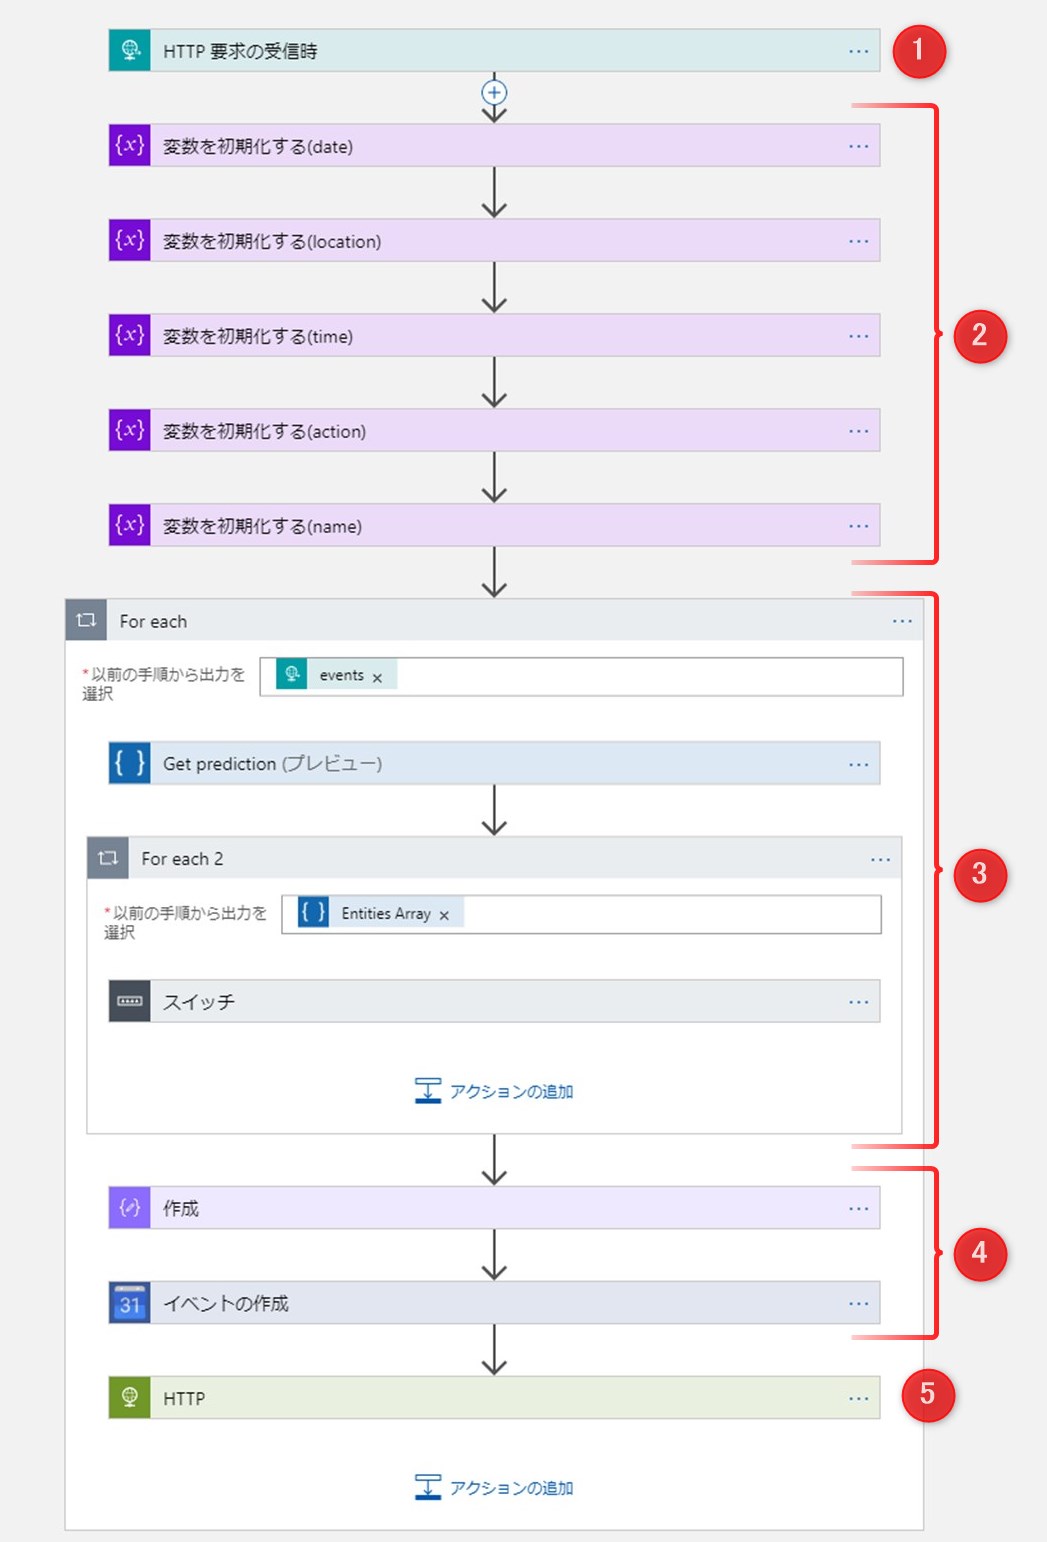 HTTP 要求の受信時
1
変数を初期化する(date)
変数を初期化する(location)
変数を初期化する(time)
2
変数を初期化する(action)
変数を初期化する(name)
For each
*以前の手順から出力を
選択
events ×
Get prediction (プレビュー)
For each 2
3
*以前の手順から出力を
選択
Entities Array ×
スイッチ
アクションの追加
作成
4
31 イベントの作成
HTTP
5
アクションの追加